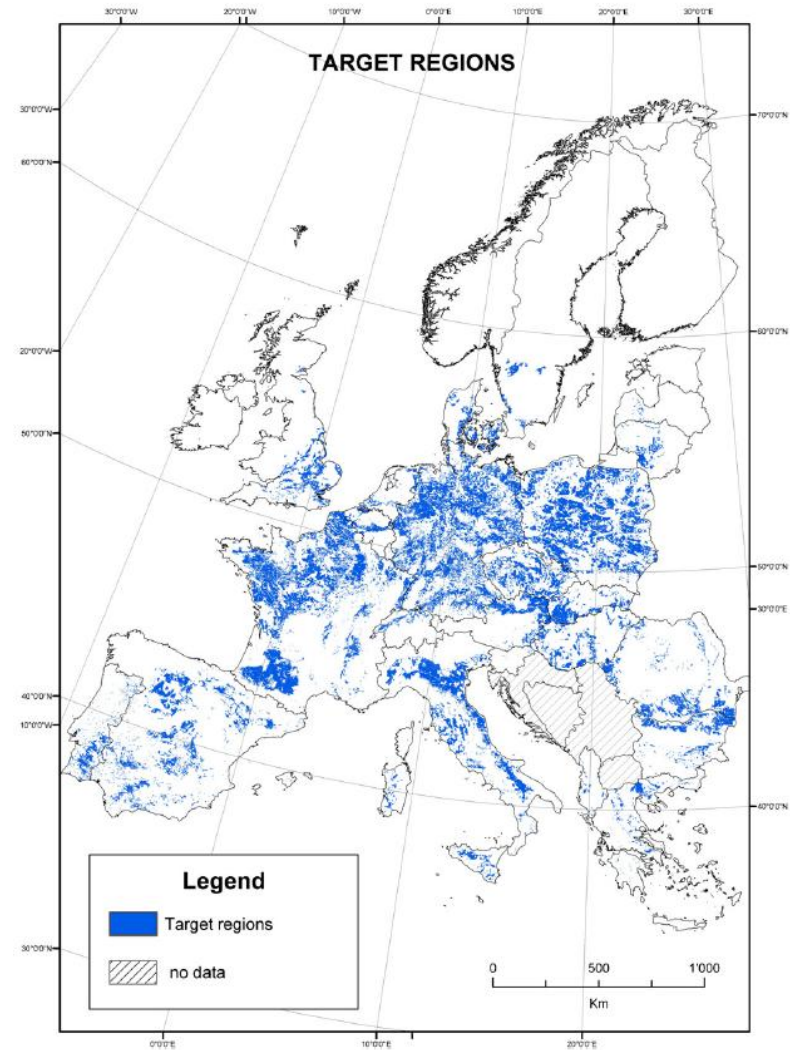 30°0'0"W 20°0'0"W 10°0'0"W 0°0'0"E 10°0'0"E 20°0'0"E 30°0'0"E
TARGET REGIONS
30°0'0"W
70°0'0"N
60°0'0"N
60°0'0"N
20°0'0"W
50°0'0"N
50°0'0"N
30°0'0"E
40°0'0"N
10°0'0"W
40°0'0"N
Legend
Target regions
no data
30°0'0"N
0 500 1'000
Km
0°0'0"E 10°0'0"E 20°0'0"E